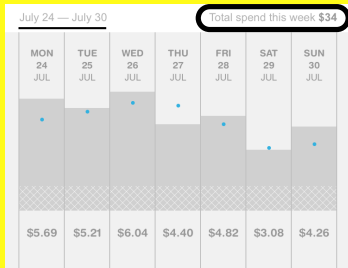 July 24 — July 30 Total spend this week $34
MON TUE WED THU FRI SAT SUN
24 25 26 27 28 29 30
JUL JUL JUL JUL JUL JUL JUL
$5.69 $5.21 $6.04 $4.40 $4.82 $3.08 $4.26